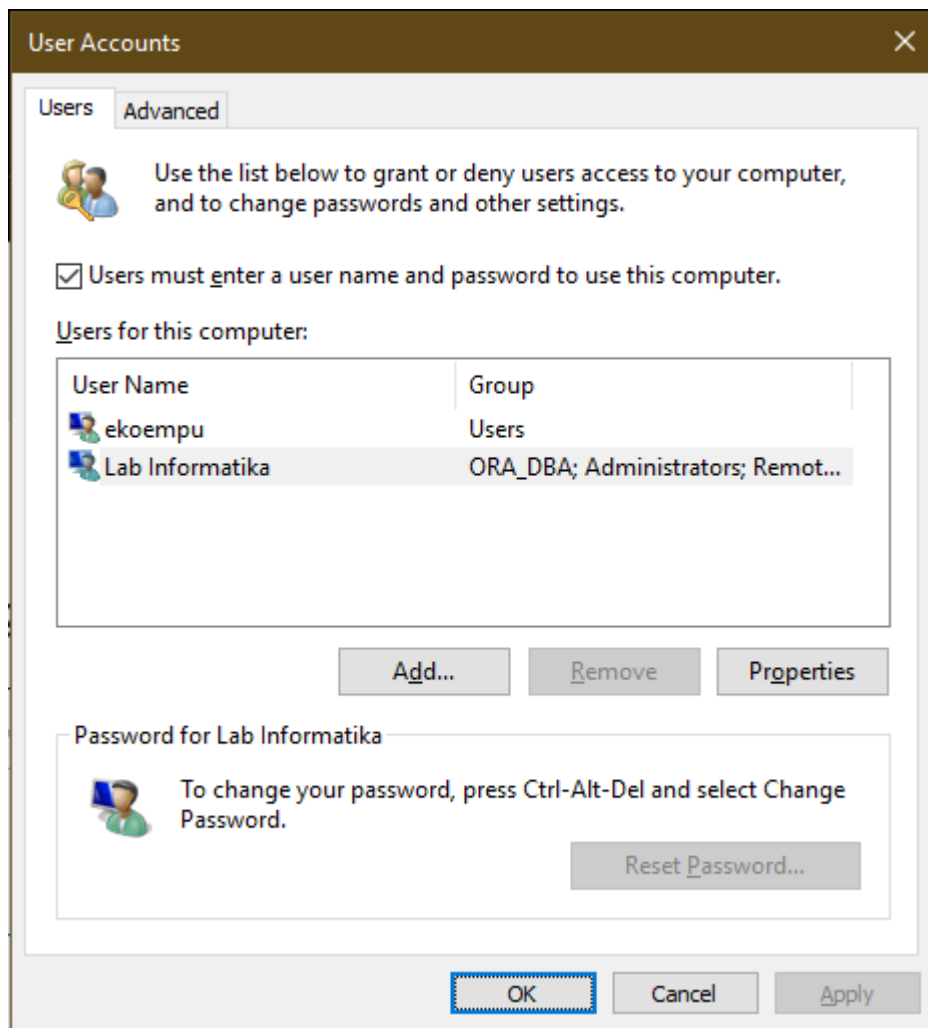 User Accounts
Users
Advanced
Use the list below to grant or deny users access to your computer,
and to change passwords and other settings.
Users must enter a user name and password to use this computer.
Users for this computer:
User Name Group
ekoempu Users
Lab Informatika ORA_DBA; Administrators; Remot...
Add... Remove Properties
Password for Lab Informatika
To change your password, press Ctrl-Alt-Del and select Change
Password.
Reset Password...
OK Cancel Apply